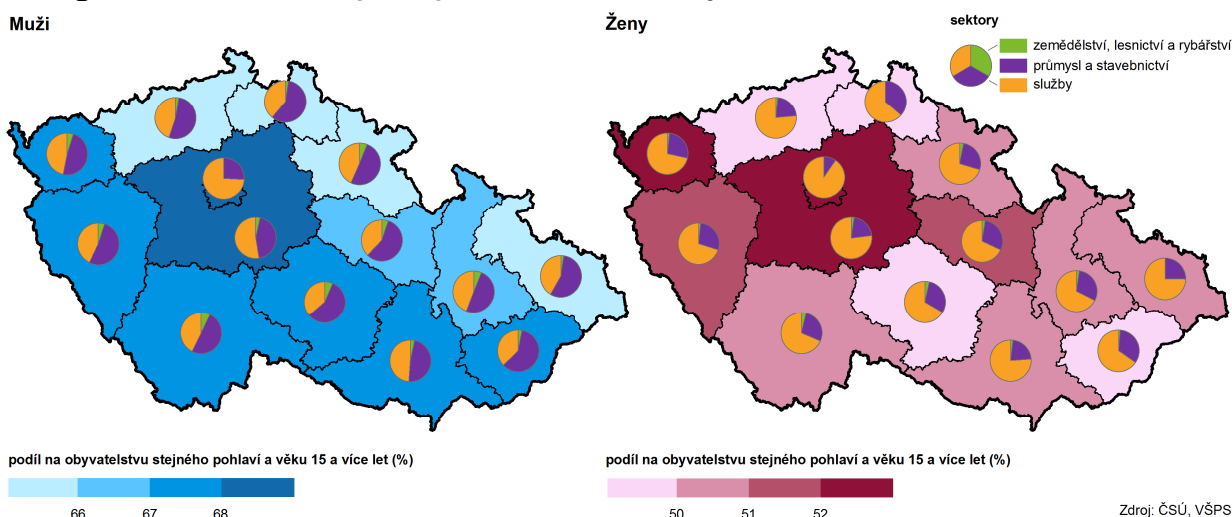 Muži
Ženy
sektory
zemědělství, lesnictví a rybářství
průmysl a stavebnictví
služby
podíl na obyvatelstvu stejného pohlaví a věku 15 a více let (%)
66 67 68
podíl na obyvatelstvu stejného pohlaví a věku 15 a více let (%)
50 51 52
Zdroj: ČSÚ, VŠPS